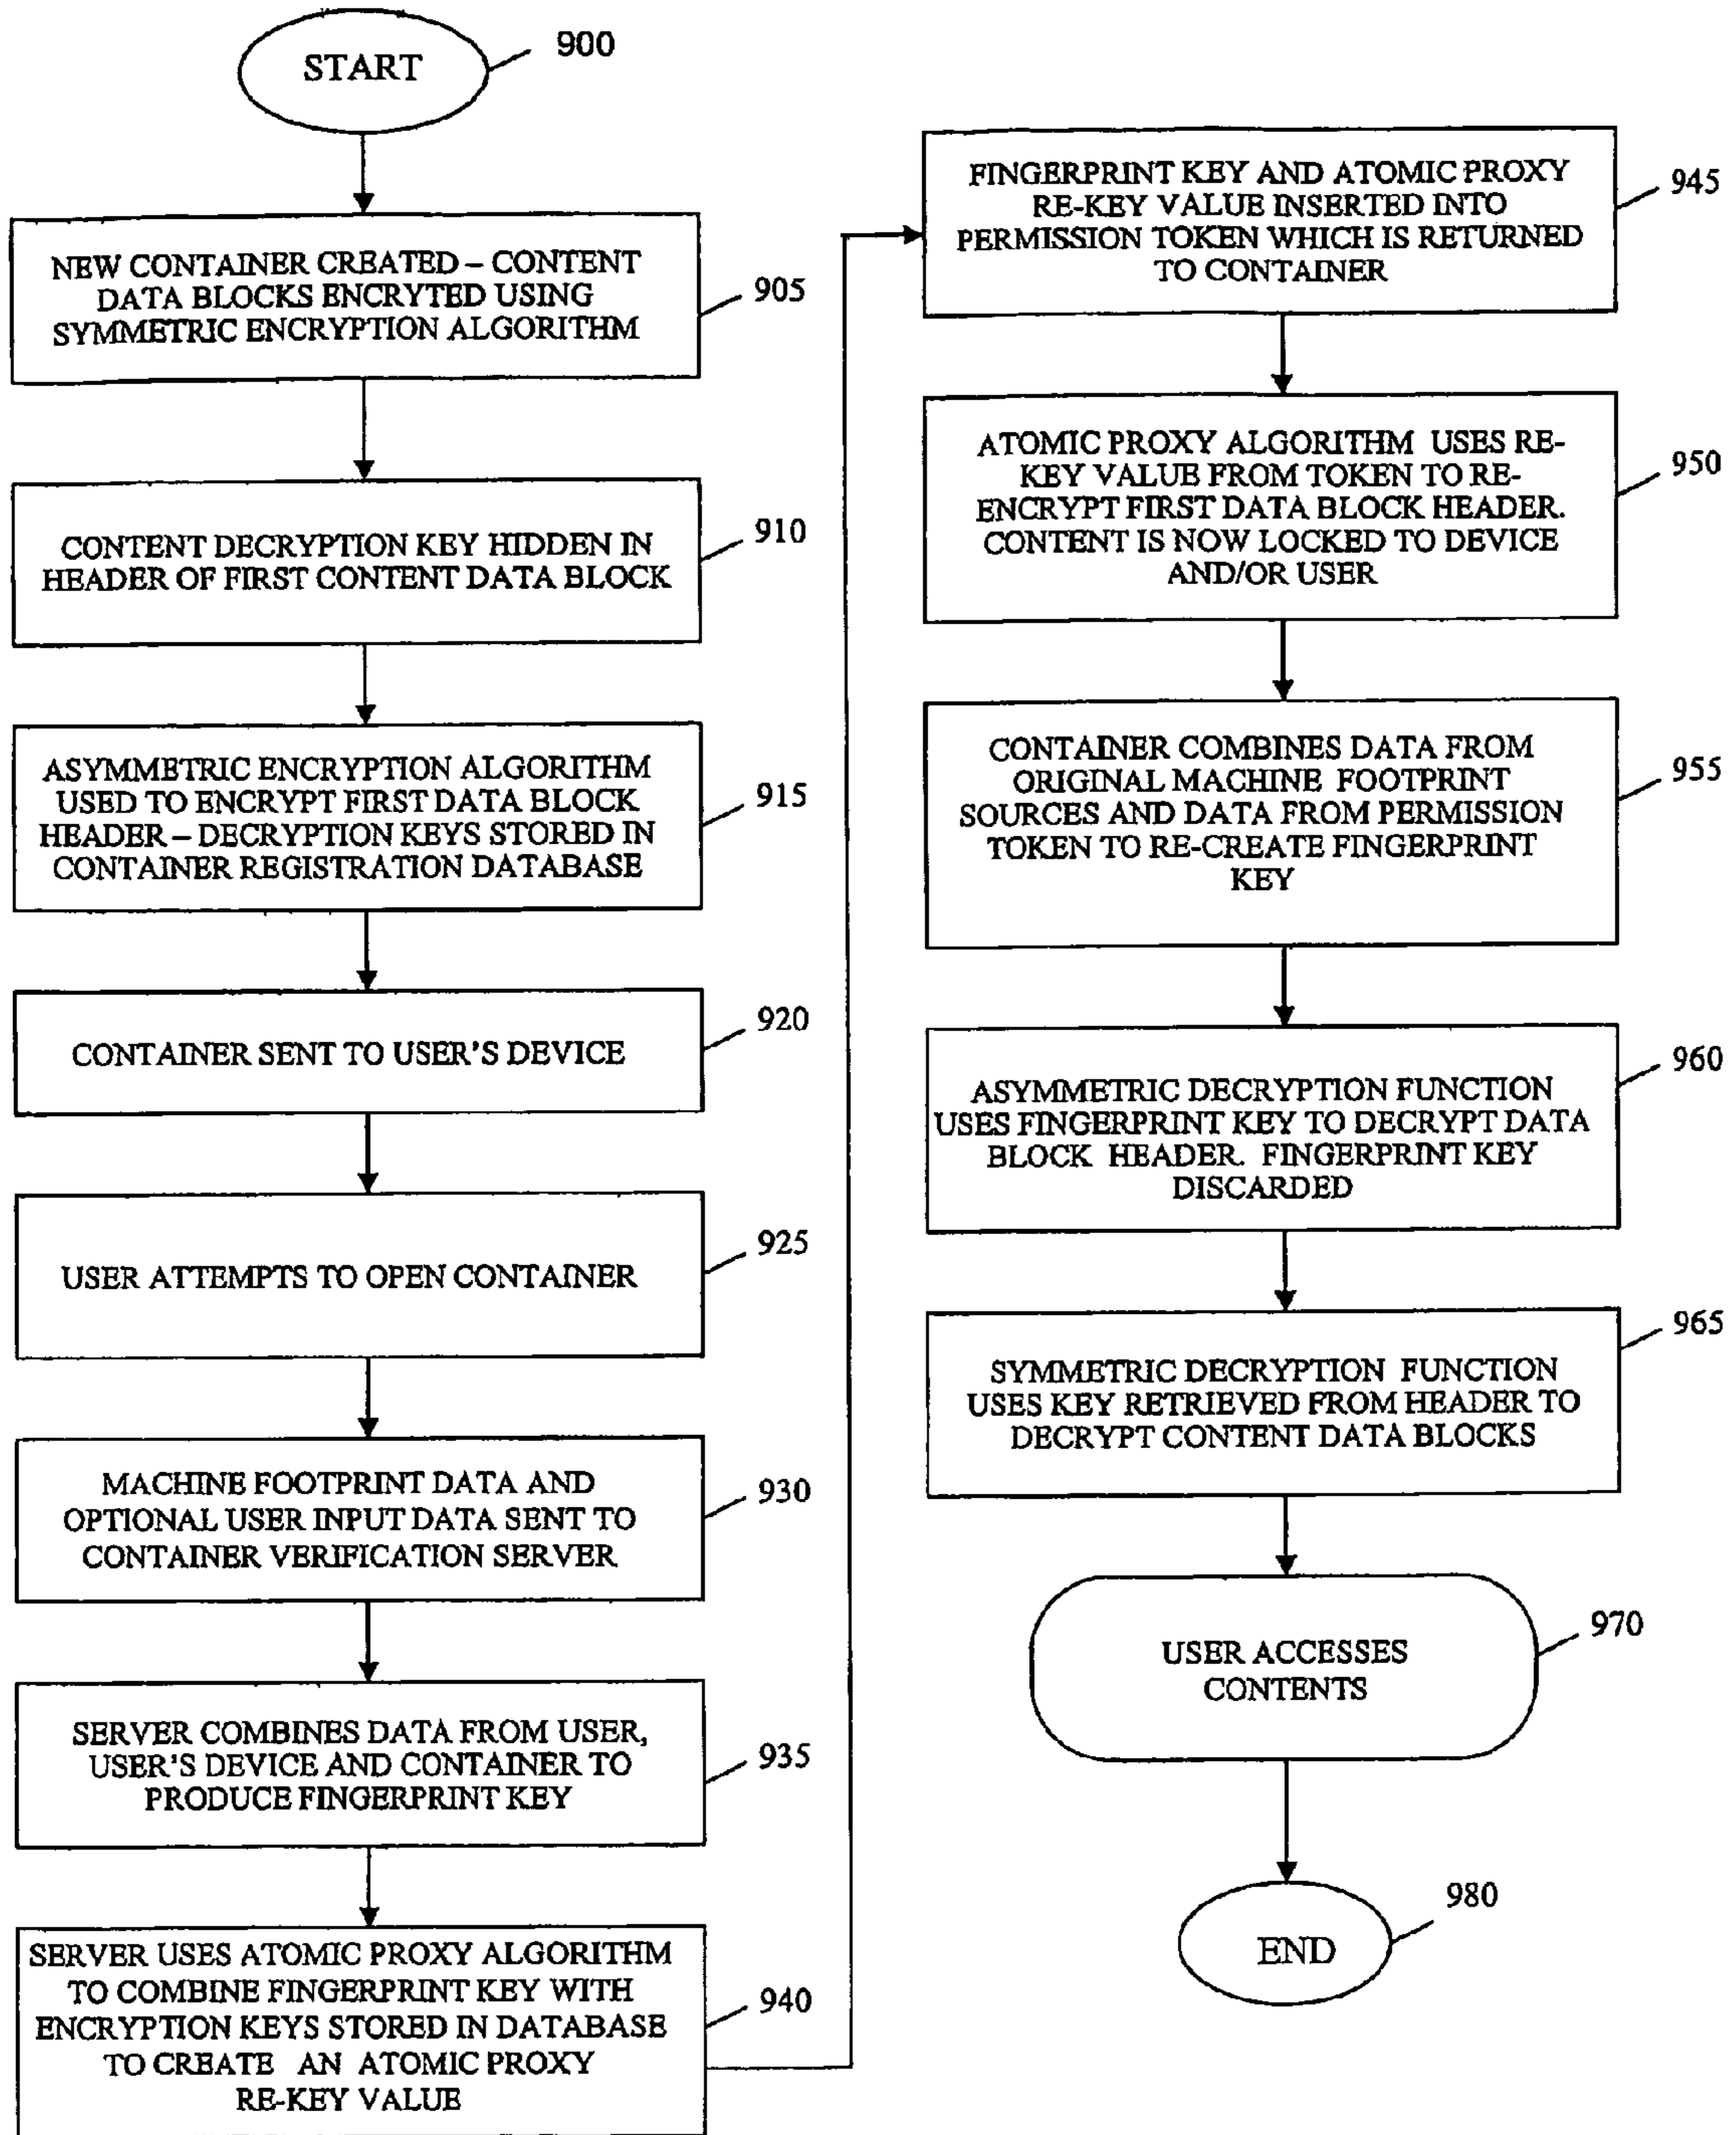 START
900
NEW CONTAINER CREATED – CONTENT
DATA BLOCKS ENCRYTED USING
SYMMETRIC ENCRYPTION ALGORITHM
905
CONTENT DECRYPTION KEY HIDDEN IN
HEADER OF FIRST CONTENT DATA BLOCK
910
ASYMMETRIC ENCRYPTION ALGORITHM
USED TO ENCRYPT FIRST DATA BLOCK
HEADER – DECRYPTION KEYS STORED IN
CONTAINER REGISTRATION DATABASE
915
CONTAINER SENT TO USER'S DEVICE
920
USER ATTEMPTS TO OPEN CONTAINER
925
MACHINE FOOTPRINT DATA AND
OPTIONAL USER INPUT DATA SENT TO
CONTAINER VERIFICATION SERVER
930
SERVER COMBINES DATA FROM USER,
USER'S DEVICE AND CONTAINER TO
PRODUCE FINGERPRINT KEY
935
SERVER USES ATOMIC PROXY ALGORITHM
TO COMBINE FINGERPRINT KEY WITH
ENCRYPTION KEYS STORED IN DATABASE
TO CREATE AN ATOMIC PROXY
RE-KEY VALUE
940
FINGERPRINT KEY AND ATOMIC PROXY
RE-KEY VALUE INSERTED INTO
PERMISSION TOKEN WHICH IS RETURNED
TO CONTAINER
945
ATOMIC PROXY ALGORITHM USES RE-
KEY VALUE FROM TOKEN TO RE-
ENCRYPT FIRST DATA BLOCK HEADER.
CONTENT IS NOW LOCKED TO DEVICE
AND/OR USER
950
CONTAINER COMBINES DATA FROM
ORIGINAL MACHINE FOOTPRINT
SOURCES AND DATA FROM PERMISSION
TOKEN TO RE-CREATE FINGERPRINT
KEY
955
ASYMMETRIC DECRYPTION FUNCTION
USES FINGERPRINT KEY TO DECRYPT DATA
BLOCK HEADER. FINGERPRINT KEY
DISCARDED
960
SYMMETRIC DECRYPTION FUNCTION
USES KEY RETRIEVED FROM HEADER TO
DECRYPT CONTENT DATA BLOCKS
965
USER ACCESSES
CONTENTS
970
END
980